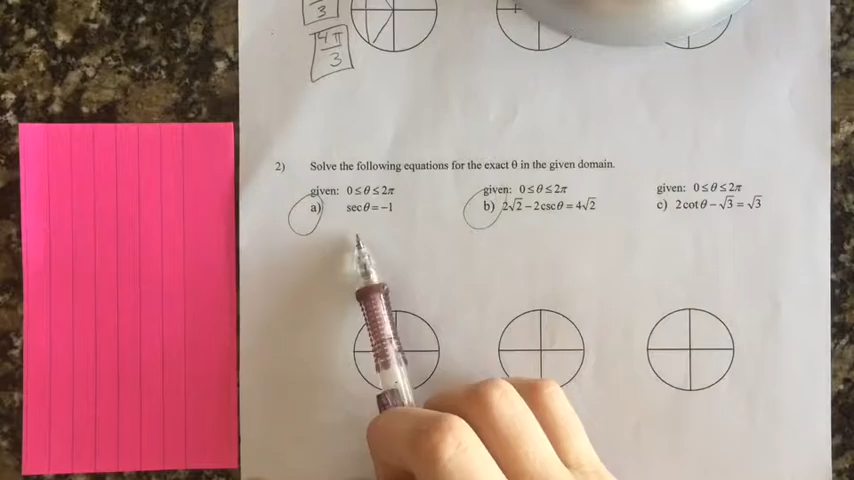 3
4π
3
2) Solve the following equations for the exact θ in the given domain.
given: 0 ≤ θ ≤ 2π
a) secθ = −1
given: 0 ≤ θ ≤ 2π
b) 2√2 − 2cscθ = 4√2
given: 0 ≤ θ ≤ 2π
c) 2cotθ − √3 = √3